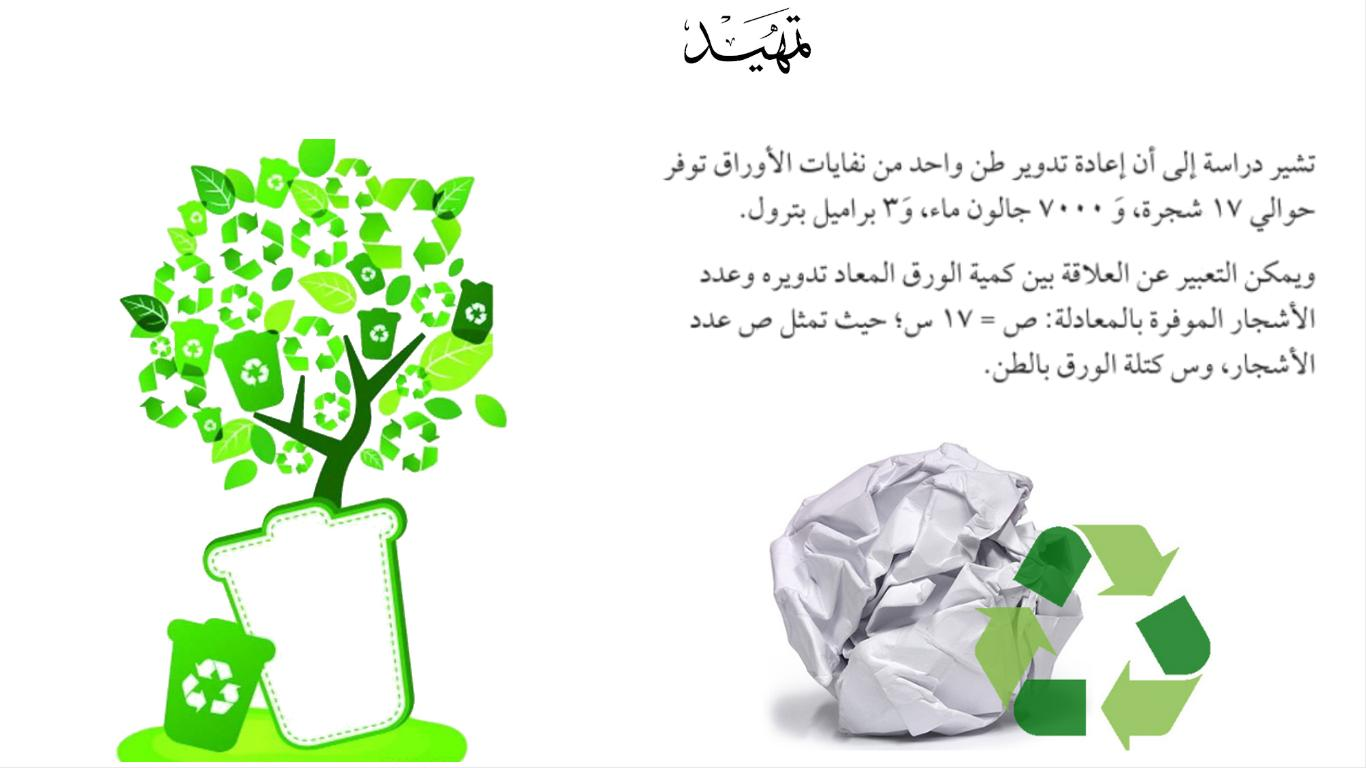 تمهيد
تشير دراسة إلى أن إعادة تدوير طن واحد من نفايات الأوراق توفر
حوالي ١٧ شجرة، وَ ٧٠٠٠ جالون ماء، وَ٣ براميل بترول.
ويمكن التعبير عن العلاقة بين كمية الورق المعاد تدويره وعدد
الأشجار الموفرة بالمعادلة: ص = ١٧ س؛ حيث تمثل ص عدد
الأشجار، وس كتلة الورق بالطن.